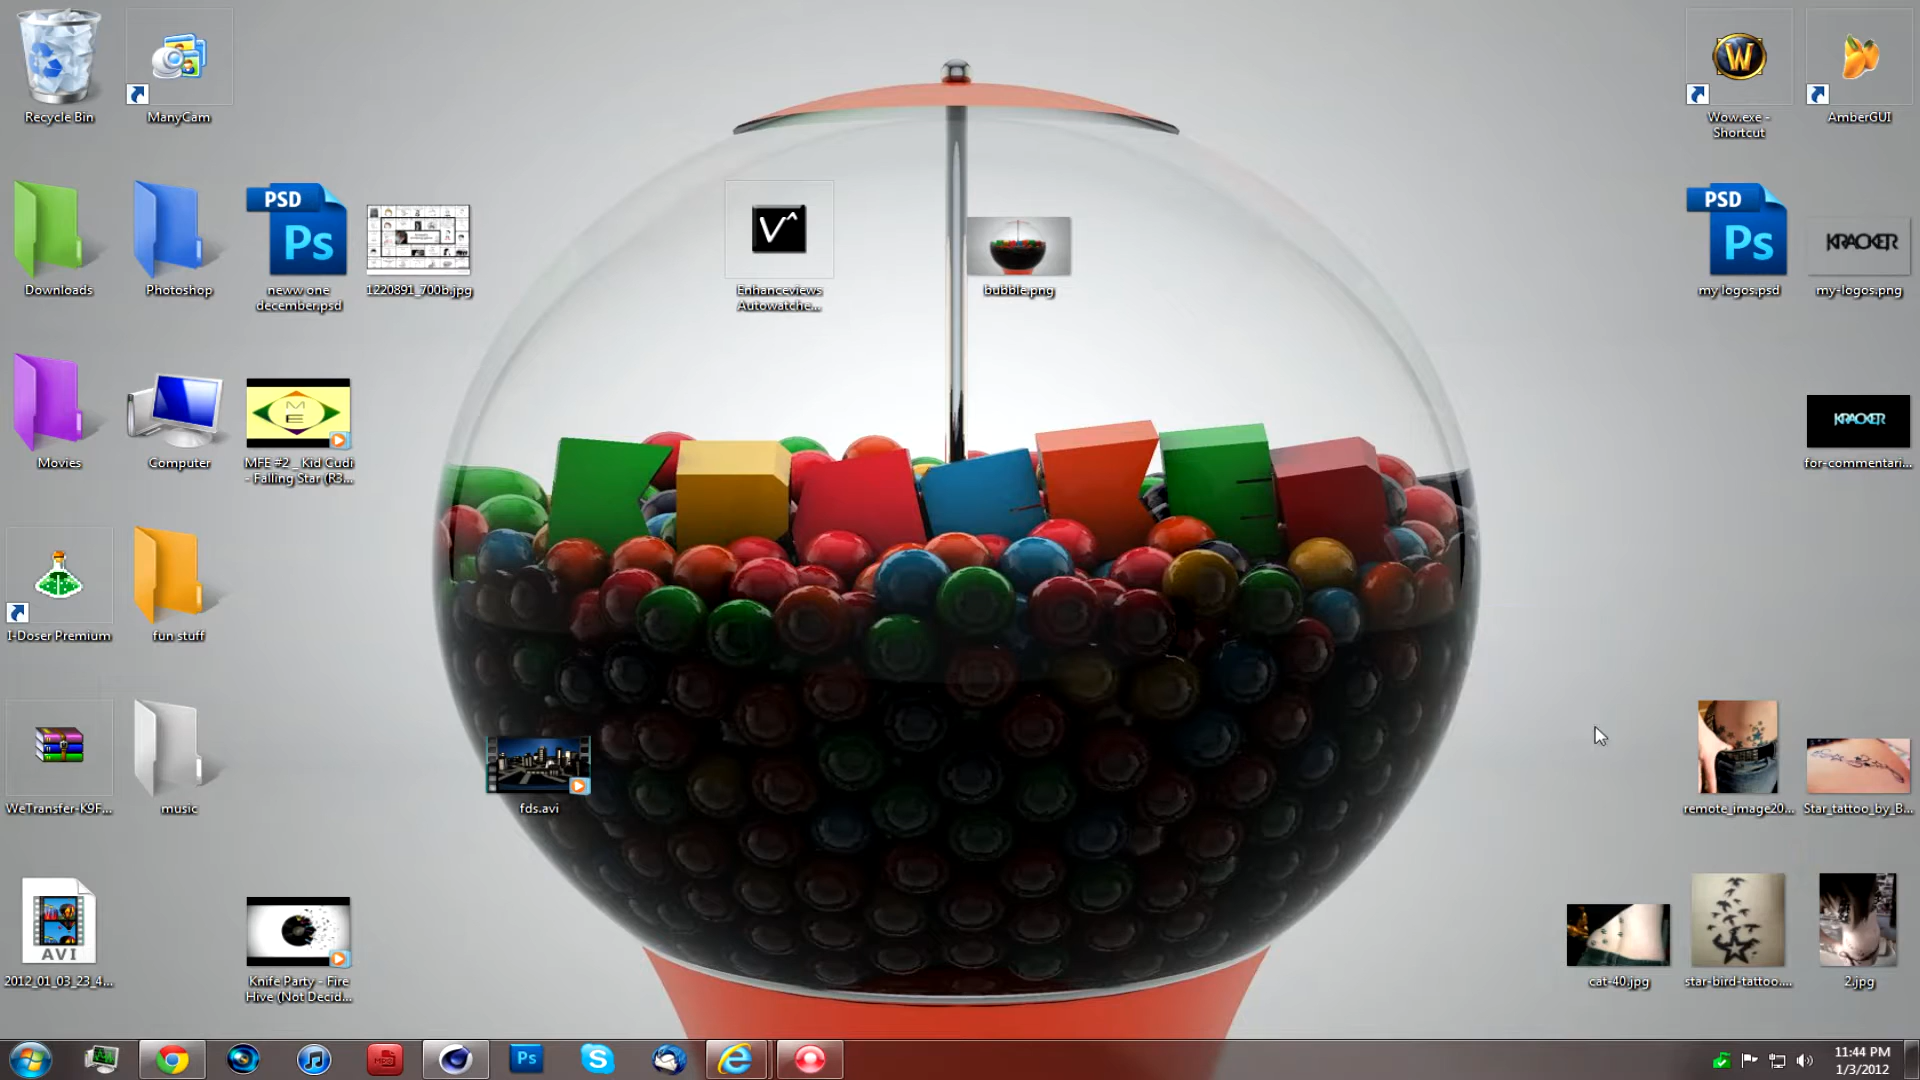 Recycle Bin
ManyCam
Wow.exe -
Shortcut
AmberGUI
PSD
Ps
V^
PSD
Ps
KRACKER
Downloads
Photoshop
neww one
december.psd
1220891_700b.jpg
Enhanceviews
Autowatche...
bubble.png
my logos.psd
my-logos.png
ME
KRACKER
Movies
Computer
MFE #2 _ Kid Cudi
- Falling Star (R3...
for-commentari...
I-Doser Premium
fun stuff
WeTransfer-K9F...
music
fds.avi
remote_image20...
Star_tattoo_by_B...
AVI
2012_01_03_23_4...
Knife Party - Fire
Hive (Not Decid...
cat-40.jpg
star-bird-tattoo....
2.jpg
Ps
11:44 PM
1/3/2012